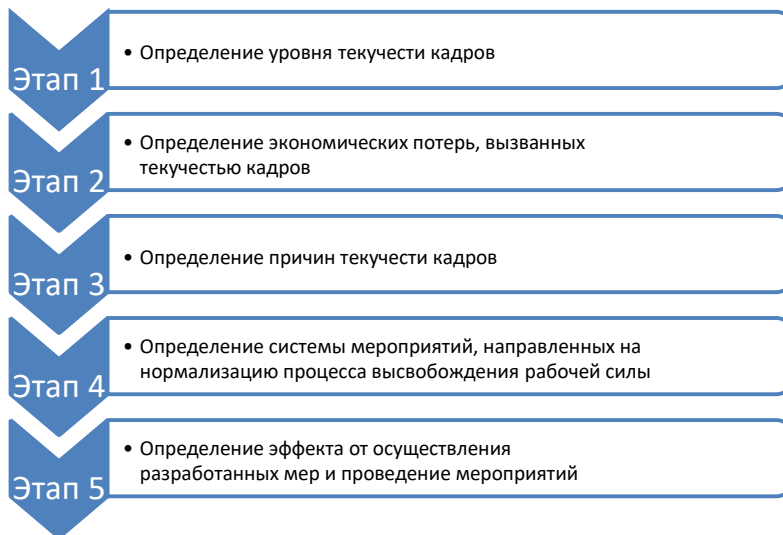 Этап 1
• Определение уровня текучести кадров
Этап 2
• Определение экономических потерь, вызванных
текучестью кадров
Этап 3
• Определение причин текучести кадров
Этап 4
• Определение системы мероприятий, направленных на
нормализацию процесса высвобождения рабочей силы
Этап 5
• Определение эффекта от осуществления
разработанных мер и проведение мероприятий